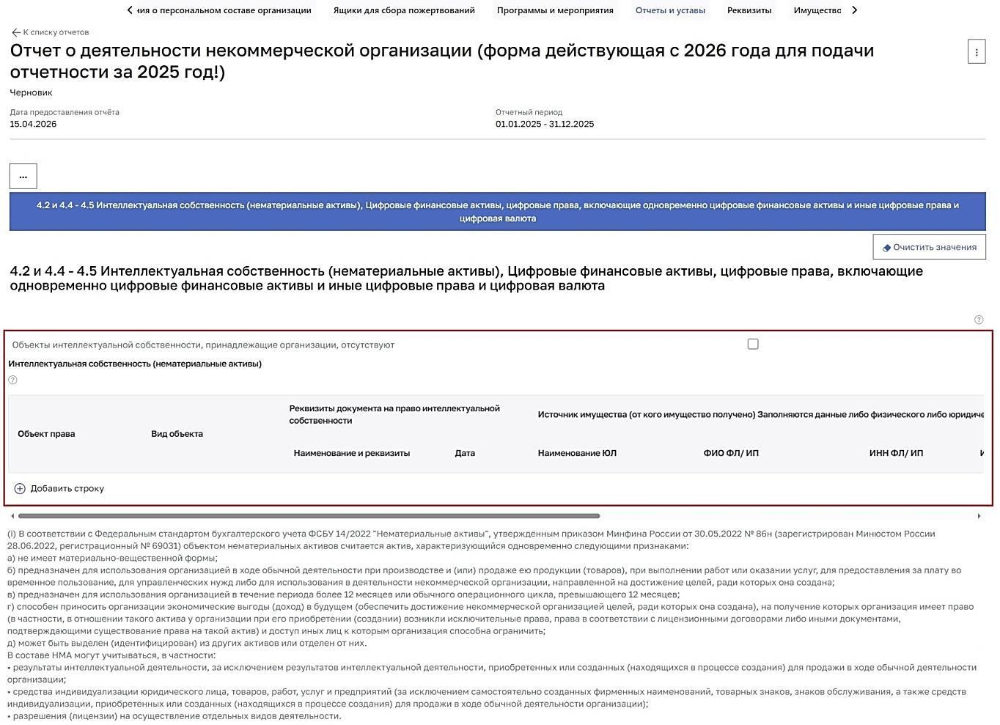 ния о персональном составе организации Ящики для сбора пожертвований Программы и мероприятия Отчеты и уставы Реквизиты Имущество
К списку отчетов
Отчет о деятельности некоммерческой организации (форма действующая с 2026 года для подачи
отчетности за 2025 год!)
Черновик
Дата предоставления отчёта Отчетный период
15.04.2026 01.01.2025 - 31.12.2025
...
4.2 и 4.4 - 4.5 Интеллектуальная собственность (нематериальные активы), Цифровые финансовые активы, цифровые права, включающие одновременно цифровые финансовые активы и иные цифровые права и
цифровая валюта
Очистить значения
4.2 и 4.4 - 4.5 Интеллектуальная собственность (нематериальные активы), Цифровые финансовые активы, цифровые права, включающие
одновременно цифровые финансовые активы и иные цифровые права и цифровая валюта
?
Объекты интеллектуальной собственности, принадлежащие организации, отсутствуют
Интеллектуальная собственность (нематериальные активы)
?
Объект права Вид объекта
Реквизиты документа на право интеллектуальной
собственности
Наименование и реквизиты Дата
Источник имущества (от кого имущество получено) Заполняются данные либо физического либо юридиче
Наименование ЮЛ ФИО ФЛ/ ИП ИНН ФЛ/ ИП
Добавить строку
(i) В соответствии с Федеральным стандартом бухгалтерского учета ФСБУ 14/2022 "Нематериальные активы", утвержденным приказом Минфина России от 30.05.2022 № 86н (зарегистрирован Минюстом России
28.06.2022, регистрационный № 69031) объектом нематериальных активов считается актив, характеризующийся одновременно следующими признаками:
а) не имеет материально-вещественной формы;
б) предназначен для использования организацией в ходе обычной деятельности при производстве и (или) продаже ею продукции (товаров), при выполнении работ или оказании услуг, для предоставления за плату во
временное пользование, для управленческих нужд либо для использования в деятельности некоммерческой организации, направленной на достижение целей, ради которых она создана;
в) предназначен для использования организацией в течение периода более 12 месяцев или обычного операционного цикла, превышающего 12 месяцев;
г) способен приносить организации экономические выгоды (доход) в будущем (обеспечить достижение некоммерческой организацией целей, ради которых она создана), на получение которых организация имеет право
(в частности, в отношении такого актива у организации при его приобретении (создании) возникли исключительные права, права в соответствии с лицензионными договорами либо иными документами,
подтверждающими существование права на такой актив) и доступ иных лиц к которым организация способна ограничить;
д) может быть выделен (идентифицирован) из других активов или отделен от них.
В составе НМА могут учитываться, в частности:
• результаты интеллектуальной деятельности, за исключением результатов интеллектуальной деятельности, приобретенных или созданных (находящихся в процессе создания) для продажи в ходе обычной деятельности
организации;
• средства индивидуализации юридического лица, товаров, работ, услуг и предприятий (за исключением самостоятельно созданных фирменных наименований, товарных знаков, знаков обслуживания, а также средств
индивидуализации, приобретенных или созданных (находящихся в процессе создания) для продажи в ходе обычной деятельности организации);
• разрешения (лицензии) на осуществление отдельных видов деятельности.